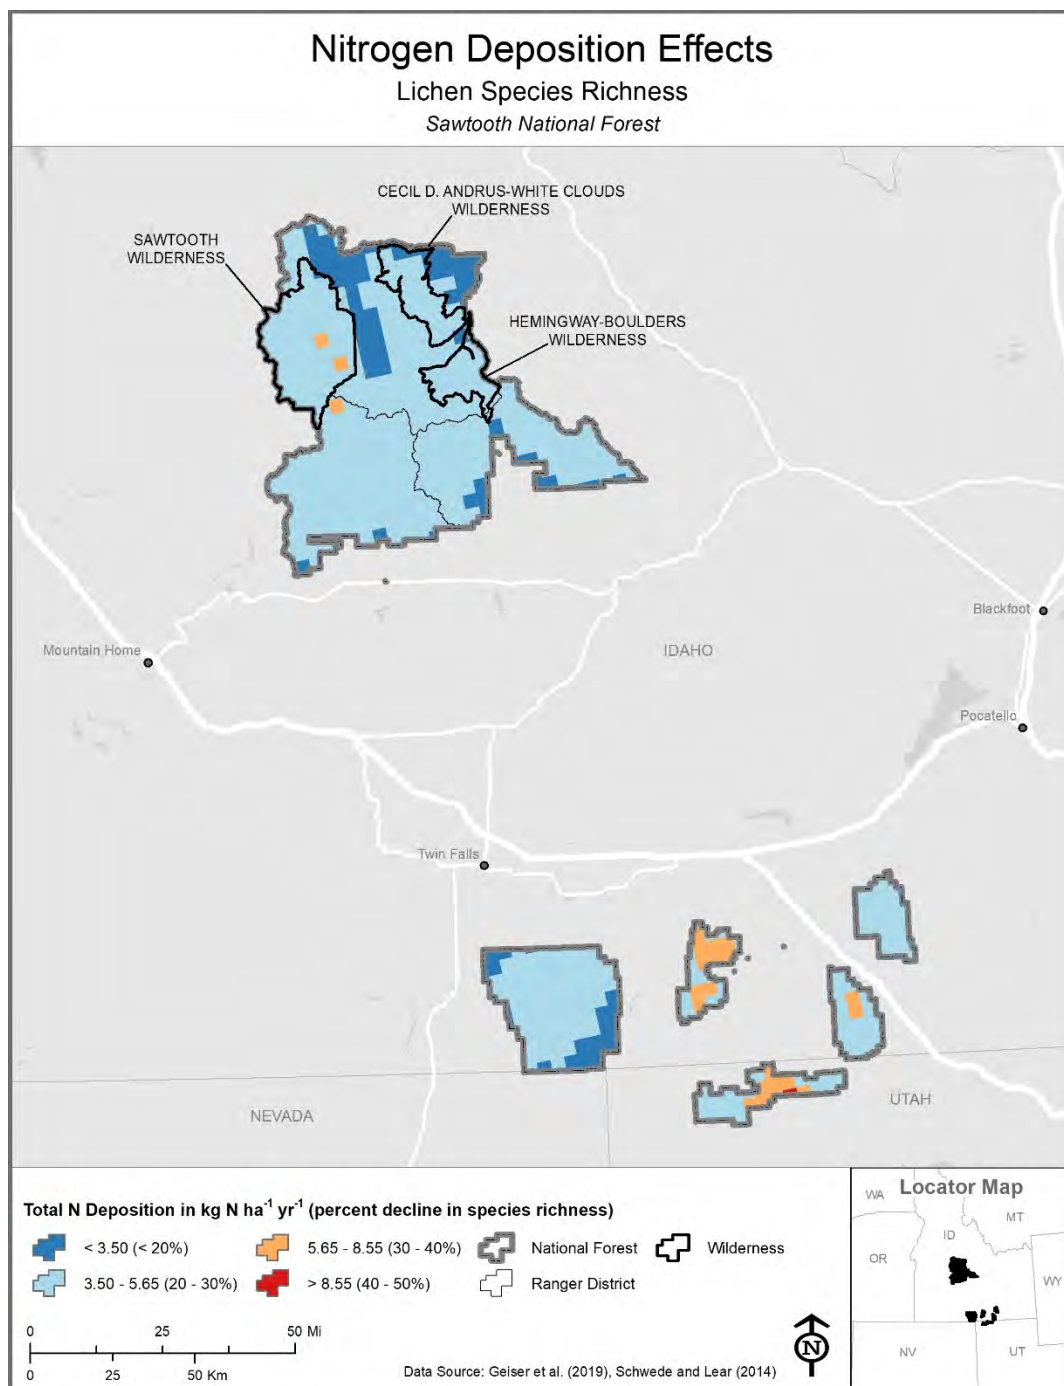 Nitrogen Deposition Effects
Lichen Species Richness
Sawtooth National Forest
CECIL D. ANDRUS-WHITE CLOUDS
WILDERNESS
SAWTOOTH
WILDERNESS
HEMINGWAY-BOULDERS
WILDERNESS
Blackfoot
Mountain Home
IDAHO
Pocatello
Twin Falls
NEVADA
UTAH
Total N Deposition in kg N ha⁻¹ yr⁻¹ (percent decline in species richness)
< 3.50 (< 20%)
5.65 - 8.55 (30 - 40%)
National Forest
Wilderness
3.50 - 5.65 (20 - 30%)
> 8.55 (40 - 50%)
Ranger District
0 25 50 Mi
0 25 50 Km
N
Data Source: Geiser et al. (2019), Schwede and Lear (2014)
Locator Map
WA
MT
ID
OR
WY
NV
UT